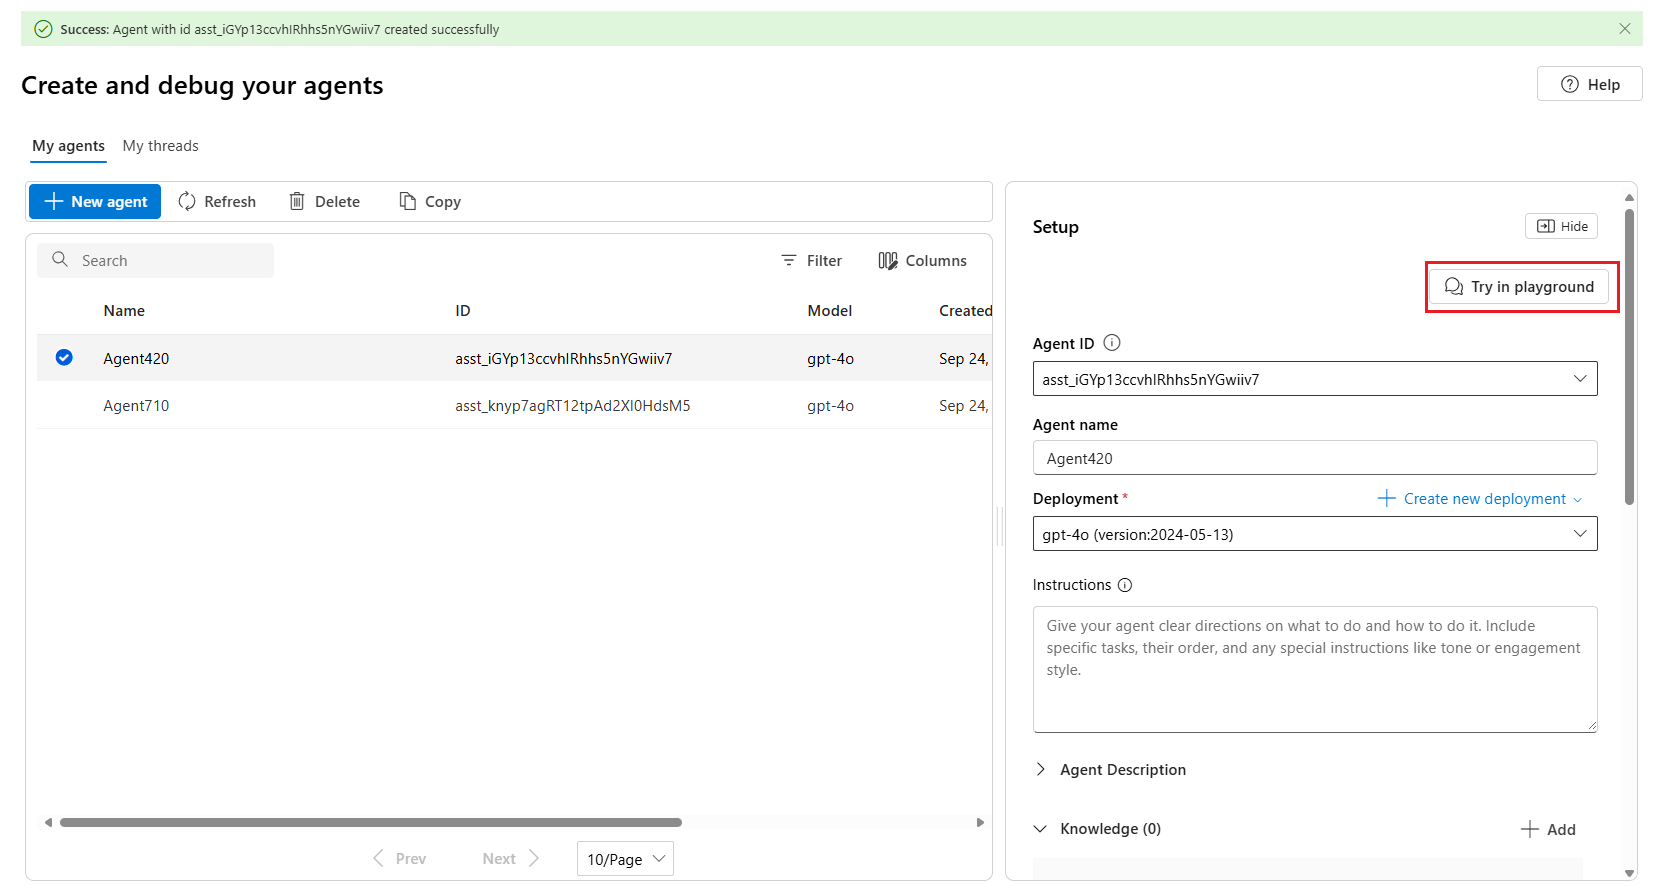 Success: Agent with id asst_iGYp13ccvhIRhhs5nYGwiiv7 created successfully
Create and debug your agents
Help
My agents
My threads
New agent
Refresh
Delete
Copy
Search
Filter
Columns
Name
ID
Model
Created
Agent420
asst_iGYp13ccvhIRhhs5nYGwiiv7
gpt-4o
Sep 24,
Agent710
asst_knyp7agRT12tpAd2XI0HdsM5
gpt-4o
Sep 24,
Prev
Next
10/Page
Setup
Hide
Try in playground
Agent ID
asst_iGYp13ccvhIRhhs5nYGwiiv7
Agent name
Agent420
Deployment *
Create new deployment
gpt-4o (version:2024-05-13)
Instructions
Give your agent clear directions on what to do and how to do it. Include
specific tasks, their order, and any special instructions like tone or engagement
style.
Agent Description
Knowledge (0)
Add